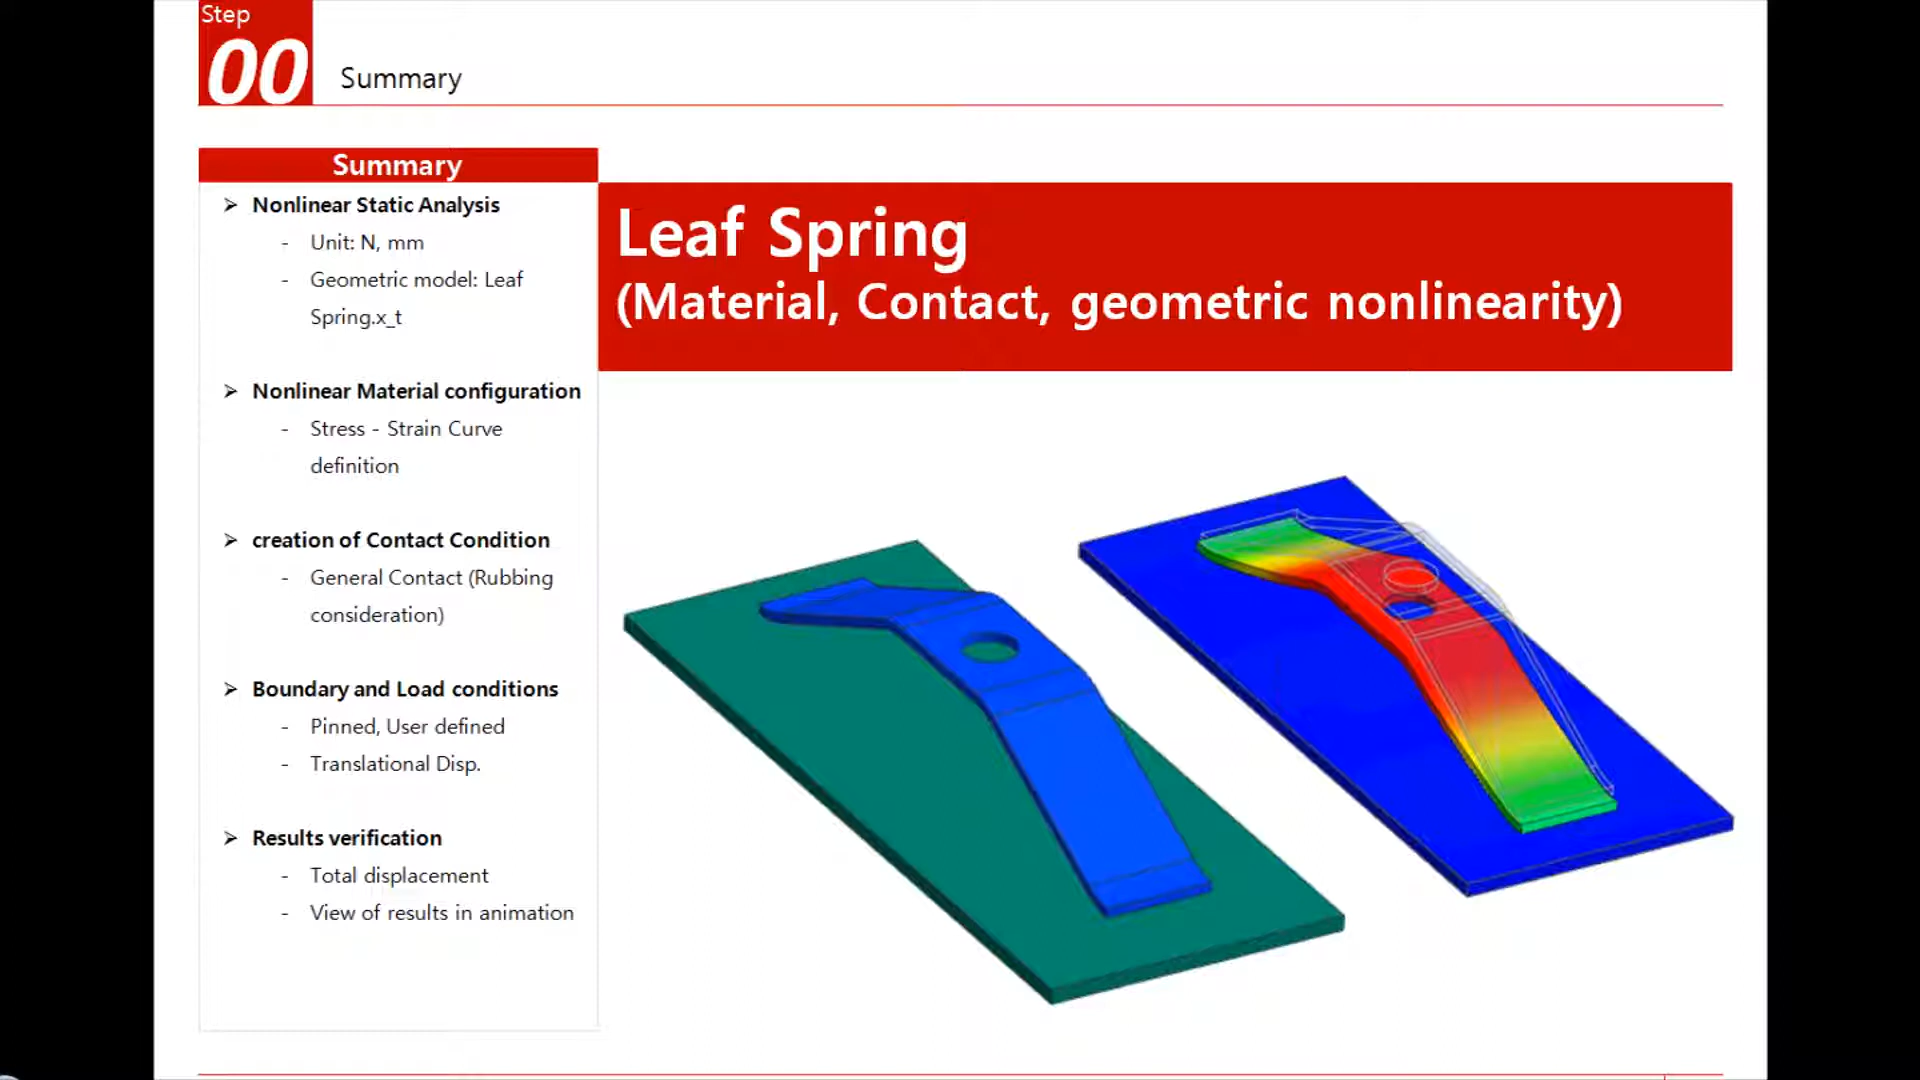 Step
00
Summary
Summary
➢ Nonlinear Static Analysis
- Unit: N, mm
- Geometric model: Leaf
Spring.x_t
➢ Nonlinear Material configuration
- Stress - Strain Curve
definition
➢ creation of Contact Condition
- General Contact (Rubbing
consideration)
➢ Boundary and Load conditions
- Pinned, User defined
- Translational Disp.
➢ Results verification
- Total displacement
- View of results in animation
Leaf Spring
(Material, Contact, geometric nonlinearity)